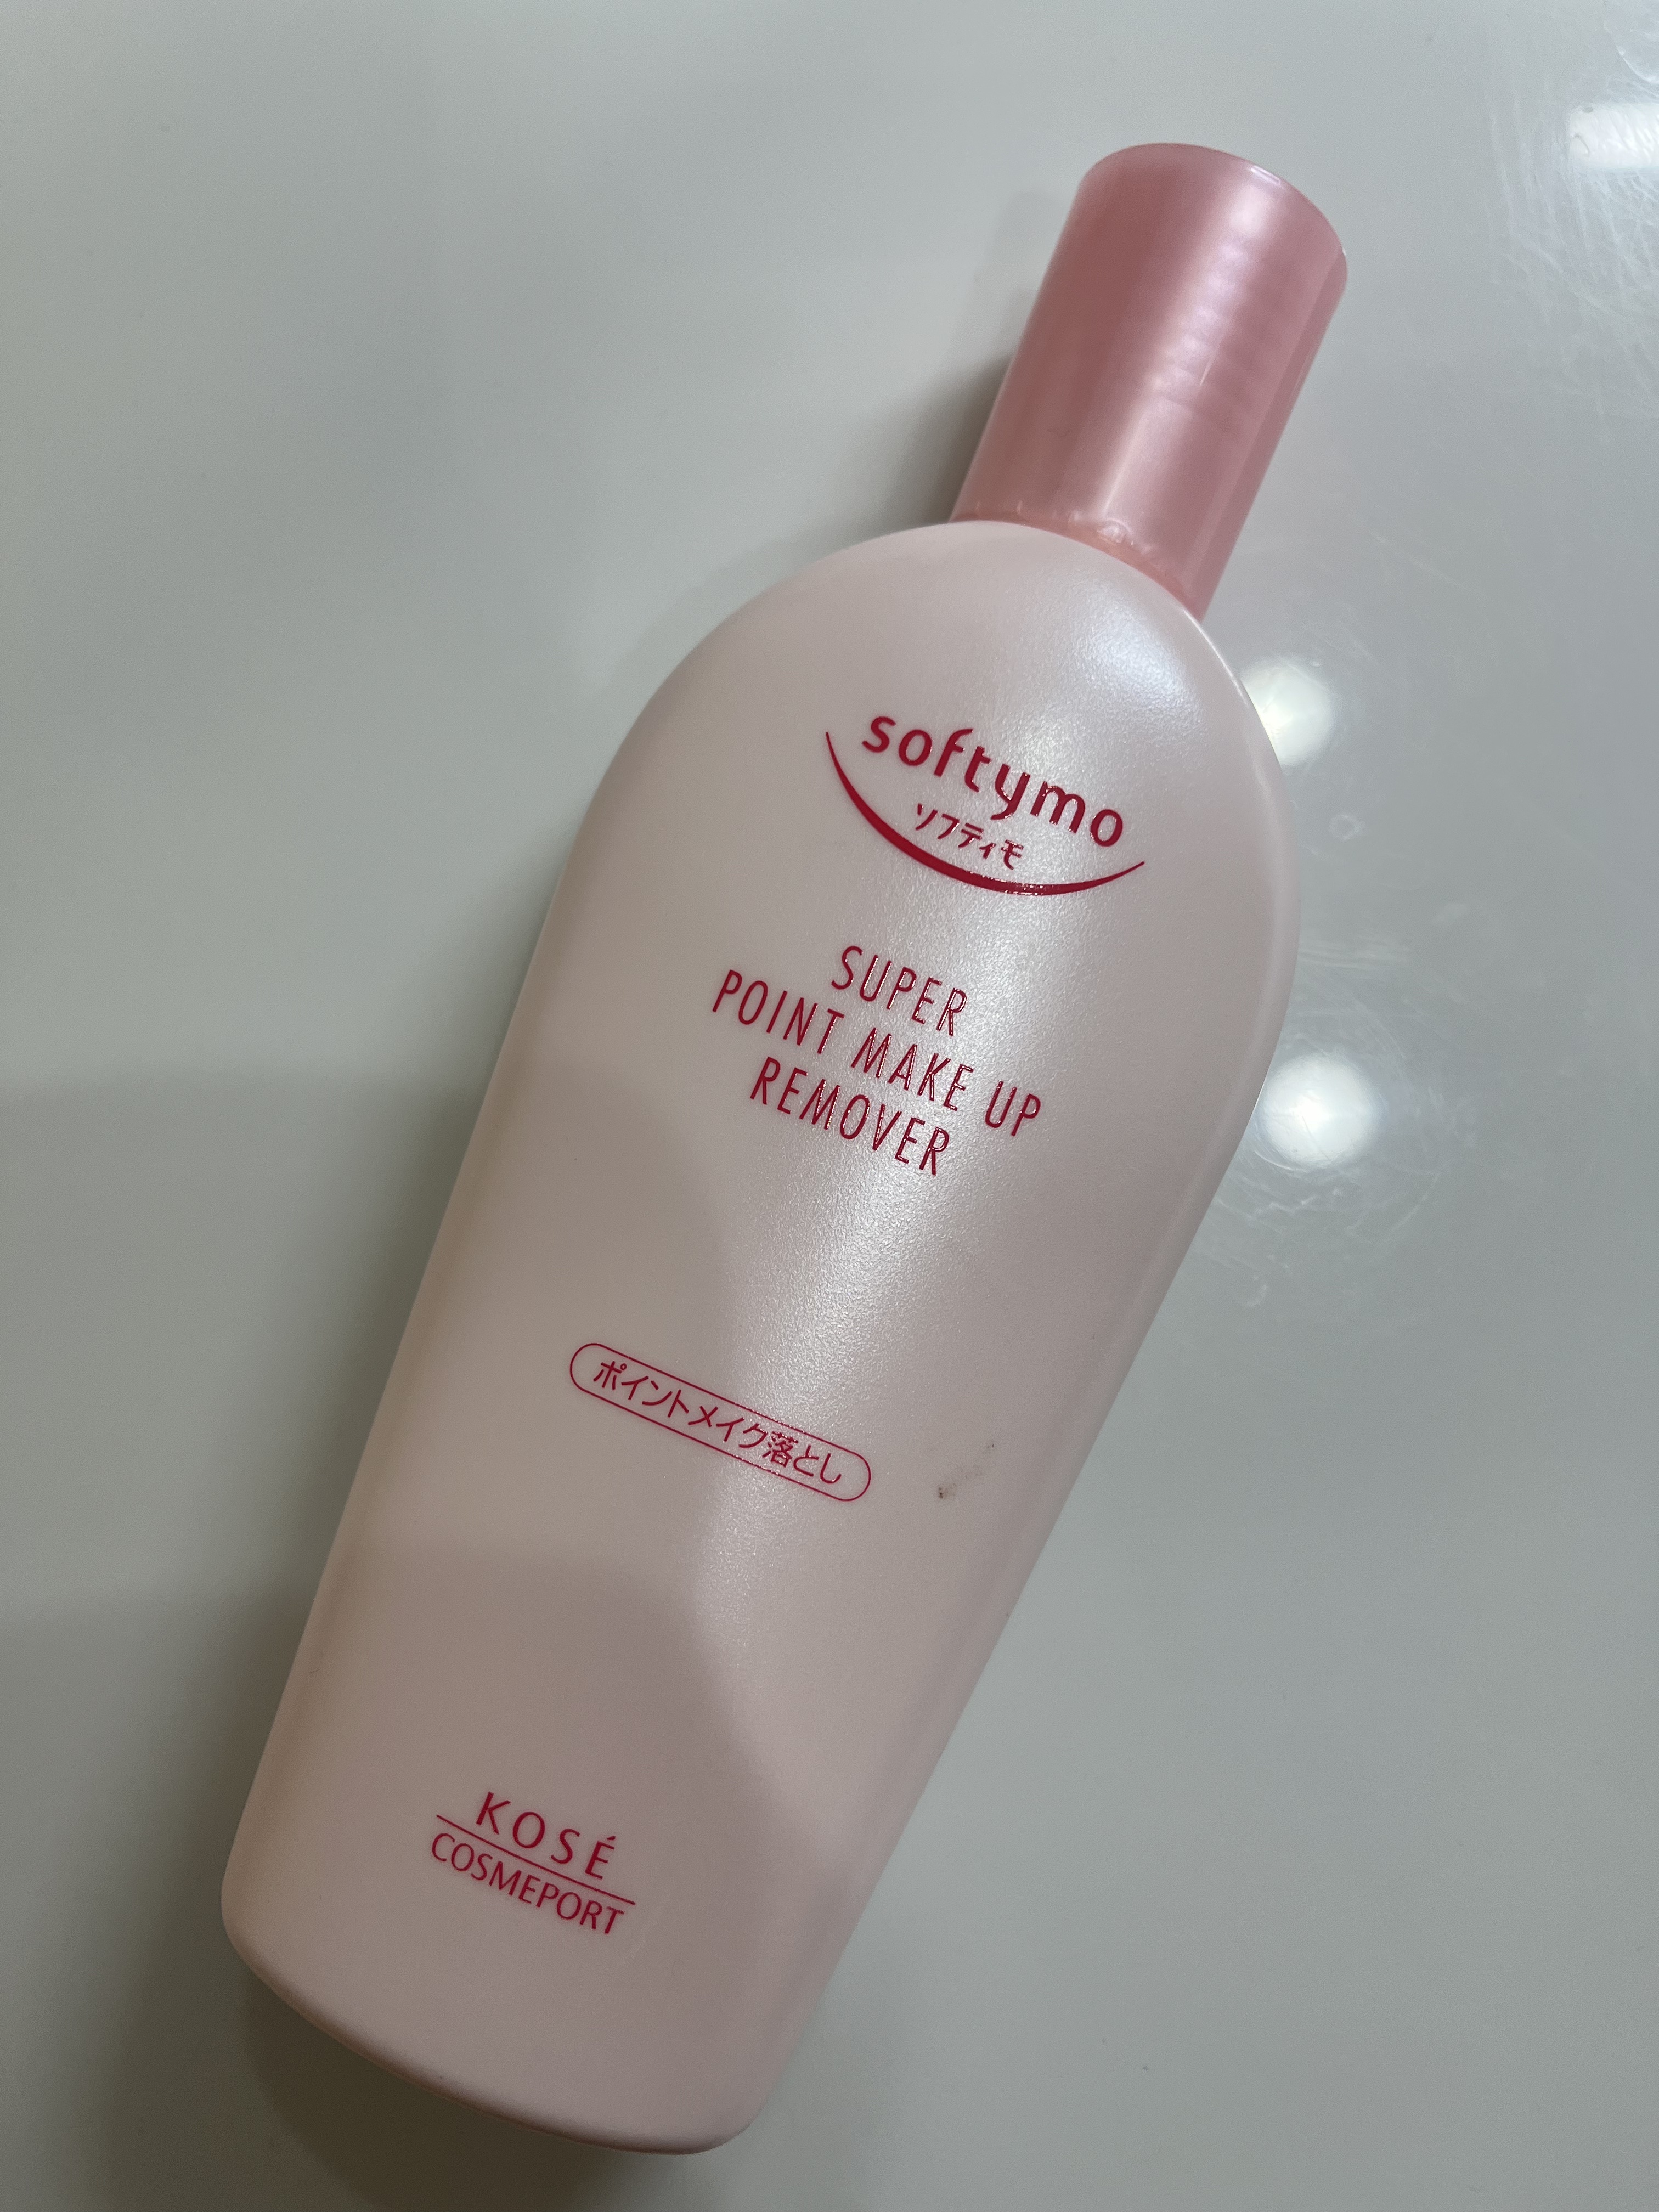 softymo
ソフティモ
SUPER
POINT MAKE UP
REMOVER
ポイントメイク落とし
KOSÉ
COSMEPORT